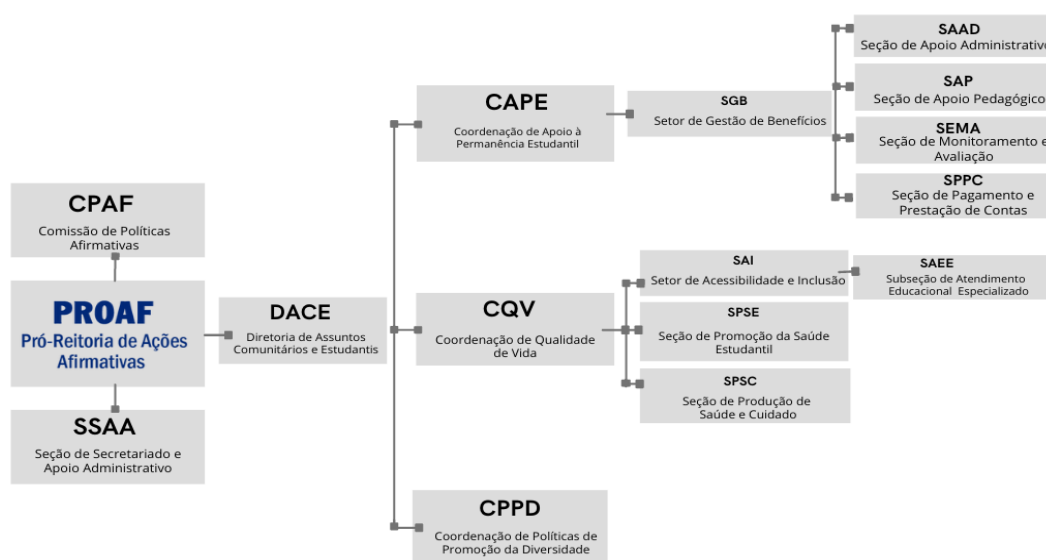 CPAF
Comissão de Políticas
Afirmativas
PROAF
Pró-Reitoria de Ações
Afirmativas
SSAA
Seção de Secretariado e
Apoio Administrativo
DACE
Diretoria de Assuntos
Comunitários e Estudantis
CAPE
Coordenação de Apoio à
Permanência Estudantil
SGB
Setor de Gestão de Benefícios
SAAD
Seção de Apoio Administrativo
SAP
Seção de Apoio Pedagógico
SEMA
Seção de Monitoramento e
Avaliação
SPPC
Seção de Pagamento e
Prestação de Contas
CQV
Coordenação de Qualidade
de Vida
SAI
Setor de Acessibilidade e Inclusão
SAEE
Subseção de Atendimento
Educacional Especializado
SPSE
Seção de Promoção da Saúde
Estudantil
SPSC
Seção de Produção de
Saúde e Cuidado
CPPD
Coordenação de Políticas de
Promoção da Diversidade